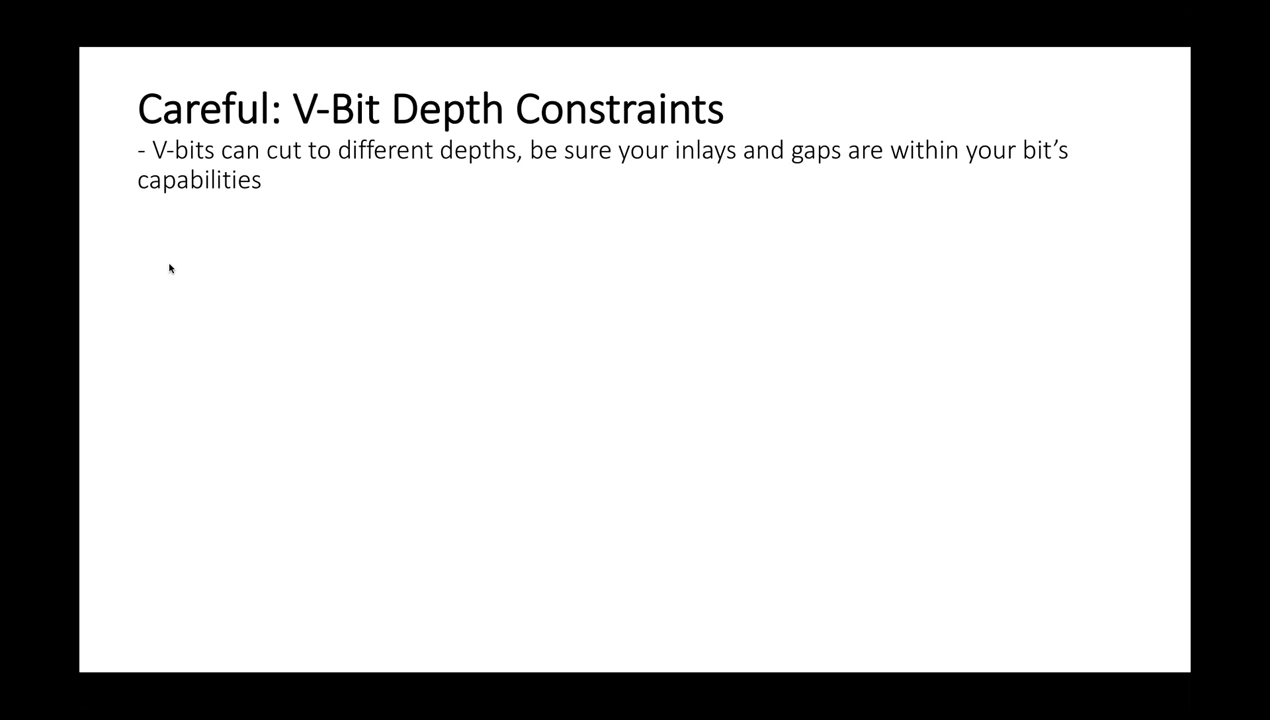 Careful: V-Bit Depth Constraints
- V-bits can cut to different depths, be sure your inlays and gaps are within your bit’s
capabilities